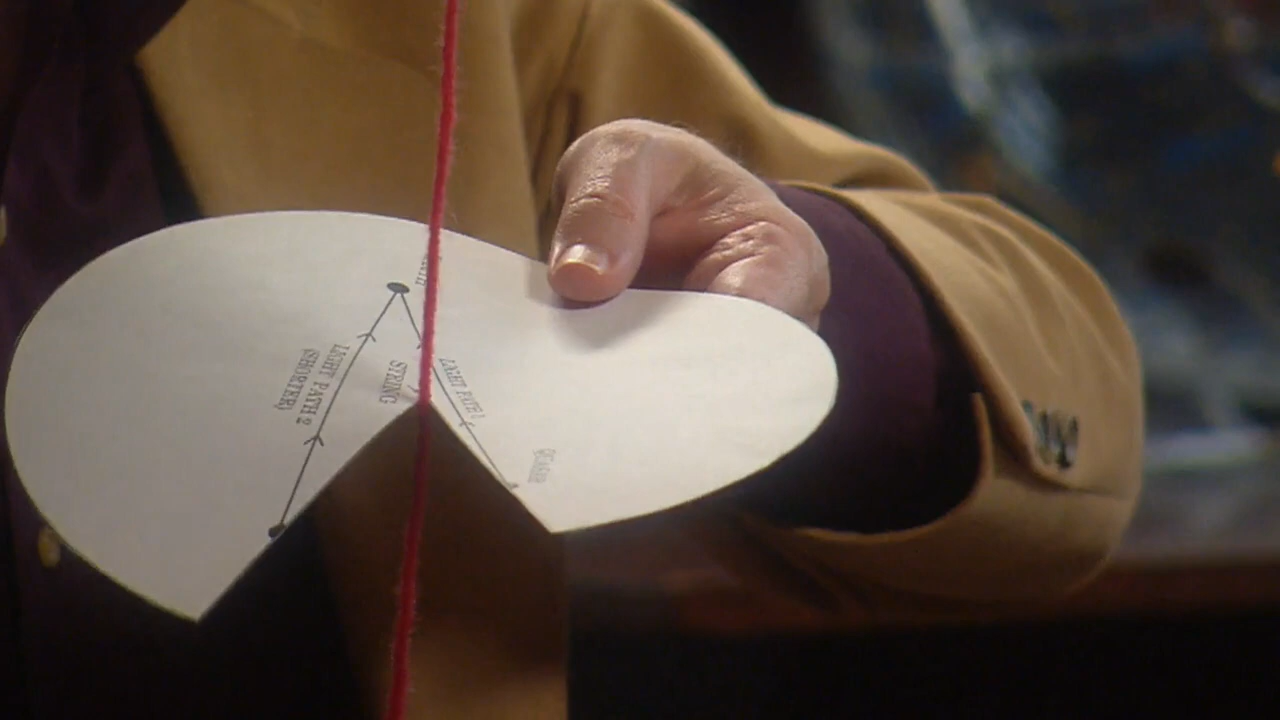 LIGHT PATH 2
(SHORTER)
STRING
LIGHT PATH 1
QUASAR